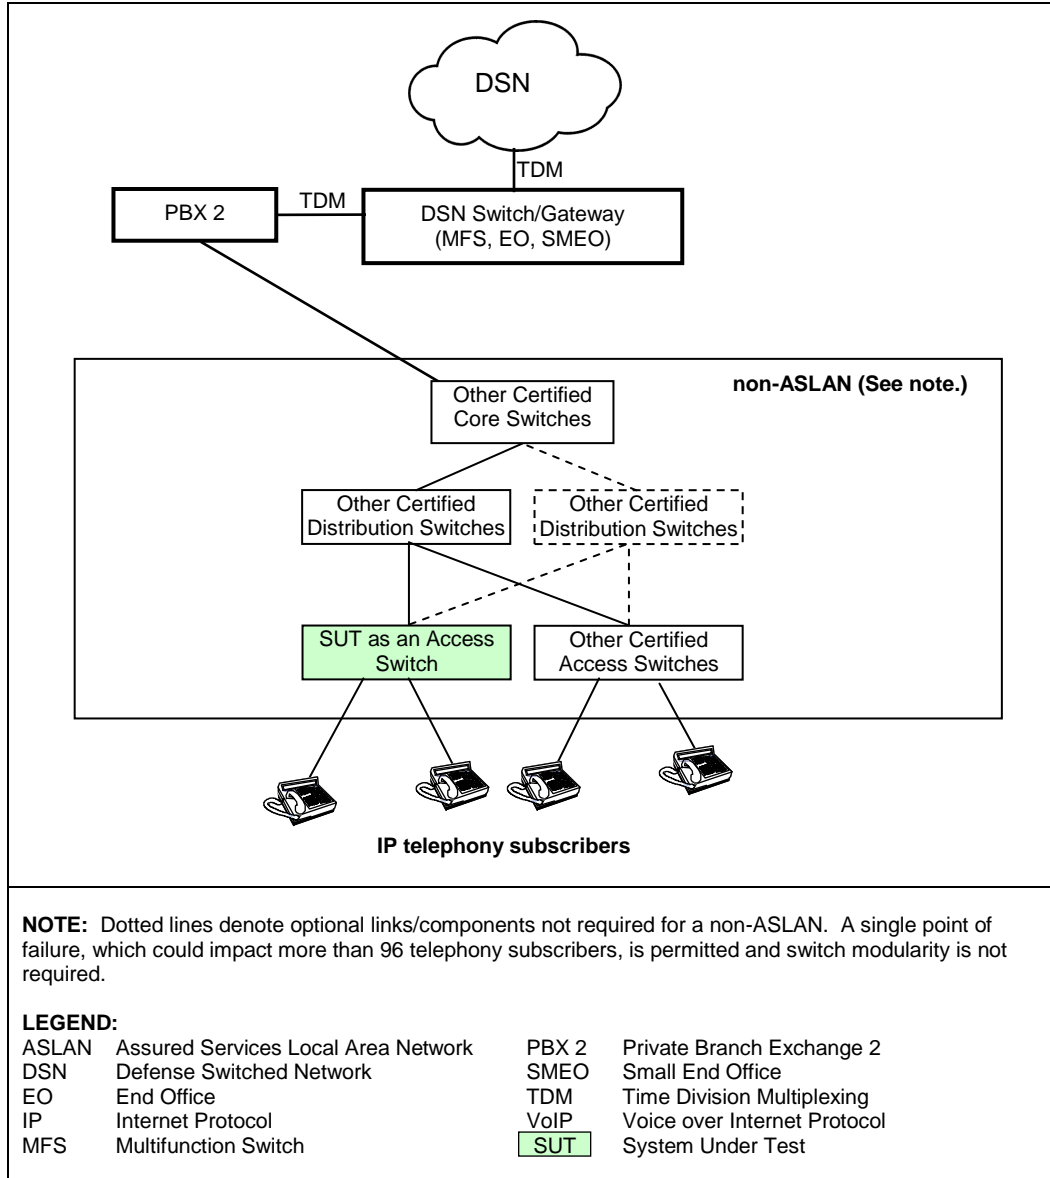 DSN
TDM
PBX 2
TDM
DSN Switch/Gateway
(MFS, EO, SMEO)
non-ASLAN (See note.)
Other Certified
Core Switches
Other Certified
Distribution Switches
Other Certified
Distribution Switches
SUT as an Access
Switch
Other Certified
Access Switches
IP telephony subscribers
NOTE: Dotted lines denote optional links/components not required for a non-ASLAN. A single point of
failure, which could impact more than 96 telephony subscribers, is permitted and switch modularity is not
required.
LEGEND:
ASLAN Assured Services Local Area Network
DSN Defense Switched Network
EO End Office
IP Internet Protocol
MFS Multifunction Switch
PBX 2 Private Branch Exchange 2
SMEO Small End Office
TDM Time Division Multiplexing
VoIP Voice over Internet Protocol
SUT System Under Test